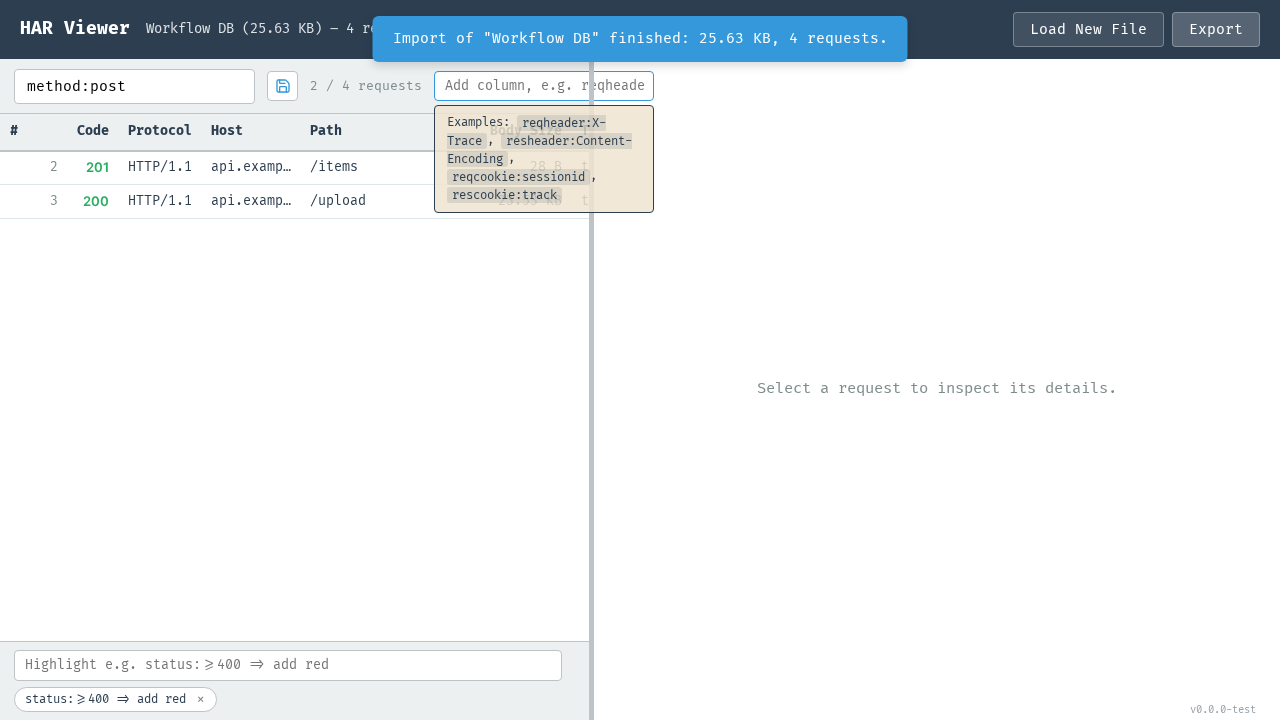 HAR Viewer
Workflow DB (25.63 KB) — 4
Import of "Workflow DB" finished: 25.63 KB, 4 requests.
Load New File
Export
method:post
2 / 4 requests
Add column, e.g. reqheade
Examples: reqheader:X-
Trace , resheader:Content-
Encoding ,
reqcookie:sessionid ,
rescookie:track
# Code Protocol Host Path Body Size
2 201 HTTP/1.1 api.examp… /items 28 B t
3 200 HTTP/1.1 api.examp… /upload t
Select a request to inspect its details.
Highlight e.g. status:>=400 => add red
status:>=400 => add red ×
v0.0.0-test